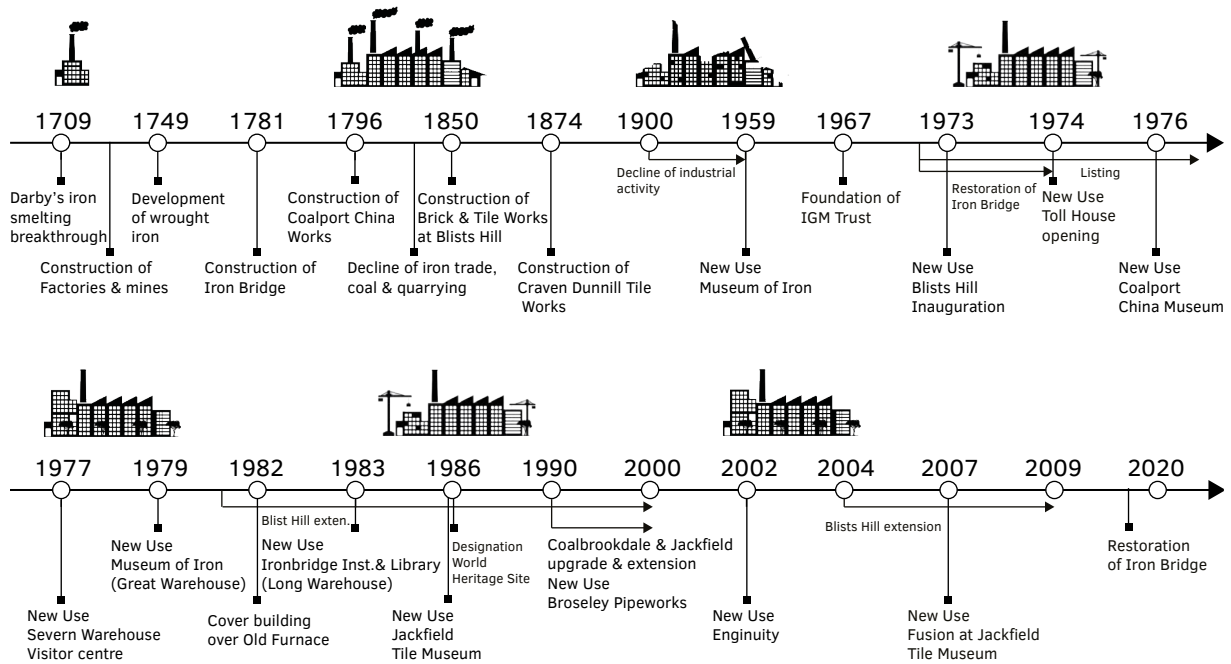 1709 1749 1781 1796 1850 1874 1900 1959 1967 1973 1974 1976
Darby's iron
smelting
breakthrough
Construction of
Factories & mines
Development
of wrought
iron
Construction of
Iron Bridge
Construction of
Coalport China
Works
Decline of iron trade,
coal & quarrying
Construction of
Brick & Tile Works
at Blists Hill
Construction of
Craven Dunnill Tile
Works
Decline of industrial
activity
New Use
Museum of Iron
Foundation of
IGM Trust
Restoration of
Iron Bridge
New Use
Blists Hill
Inauguration
New Use
Toll House
opening
Listing
New Use
Coalport
China Museum
1977 1979 1982 1983 1986 1990 2000 2002 2004 2007 2009 2020
New Use
Severn Warehouse
Visitor centre
New Use
Museum of Iron
(Great Warehouse)
Blist Hill exten.
Cover building
over Old Furnace
New Use
Ironbridge Inst.& Library
(Long Warehouse)
New Use
Jackfield
Tile Museum
Designation
World
Heritage Site
Coalbrookdale & Jackfield
upgrade & extension
New Use
Broseley Pipeworks
New Use
Enginuity
Blists Hill extension
New Use
Fusion at Jackfield
Tile Museum
Restoration
of Iron Bridge